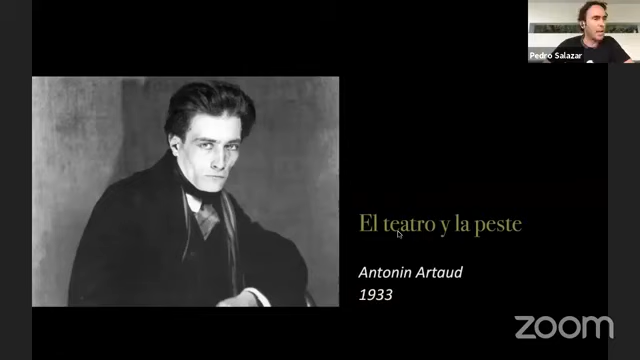 Pedro Salazar
El teatro y la peste
Antonin Artaud
1933
zoom